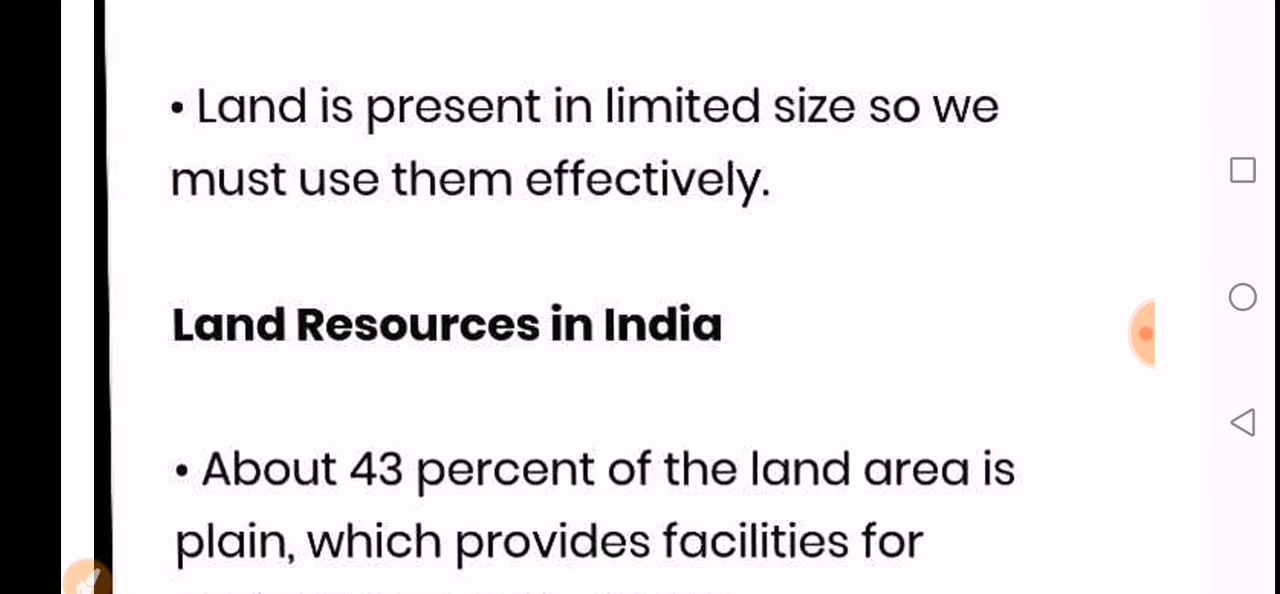 • Land is present in limited size so we
must use them effectively.
Land Resources in India
• About 43 percent of the land area is
plain, which provides facilities for